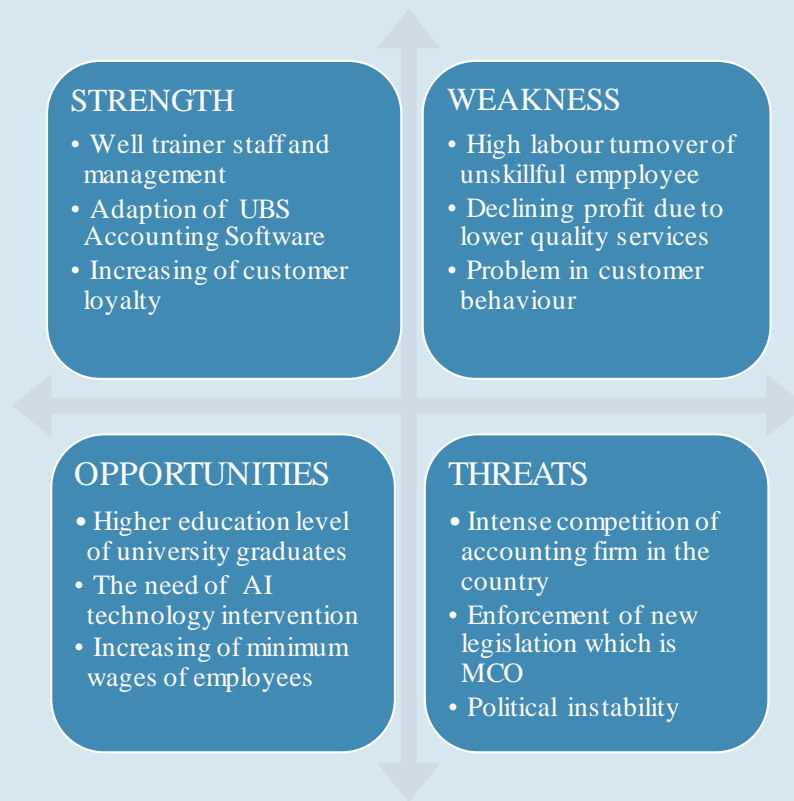 STRENGTH
• Well trainer staff and
management
• Adaption of UBS
Accounting Software
• Increasing of customer
loyalty
WEAKNESS
• High labour turnover of
unskillful empployee
• Declining profit due to
lower quality services
• Problem in customer
behaviour
OPPORTUNITIES
• Higher education level
of university graduates
• The need of AI
technology intervention
• Increasing of minimum
wages of employees
THREATS
• Intense competition of
accounting firm in the
country
• Enforcement of new
legislation which is
MCO
• Political instability